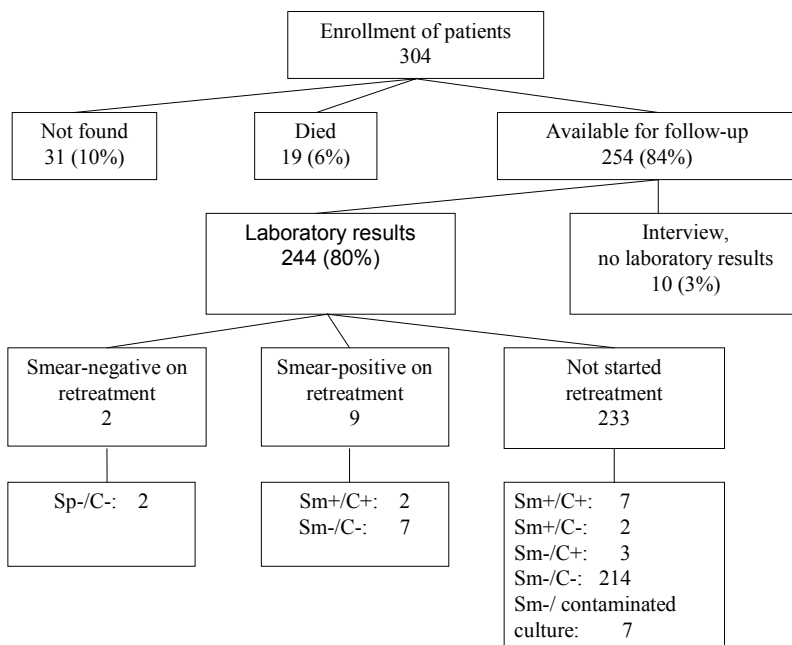 Enrollment of patients
304
Not found
31 (10%)
Died
19 (6%)
Available for follow-up
254 (84%)
Laboratory results
244 (80%)
Interview,
no laboratory results
10 (3%)
Smear-negative on
retreatment
2
Smear-positive on
retreatment
9
Not started
retreatment
233
Sp-/C-: 2
Sm+/C+: 2
Sm-/C-: 7
Sm+/C+: 7
Sm+/C-: 2
Sm-/C+: 3
Sm-/C-: 214
Sm-/ contaminated
culture: 7